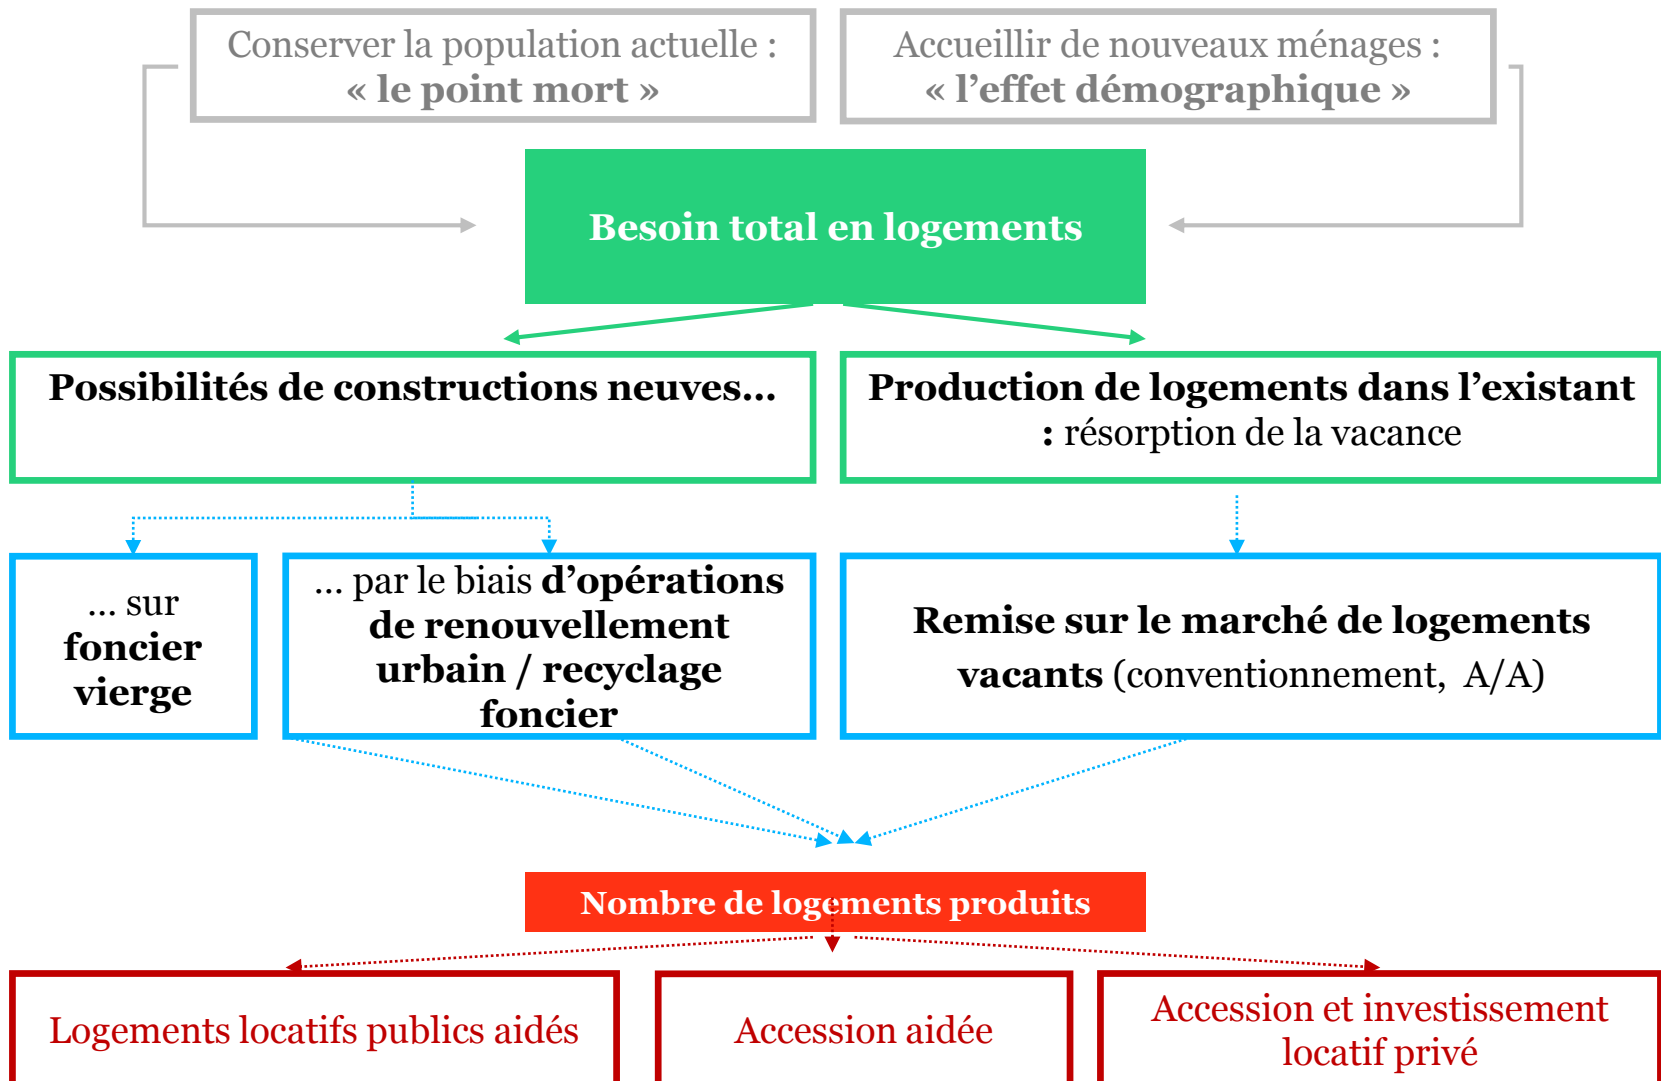 Conserver la population actuelle :
« le point mort »
Accueillir de nouveaux ménages :
« l’effet démographique »
Besoin total en logements
Possibilités de constructions neuves…
Production de logements dans l’existant
: résorption de la vacance
… sur
foncier
vierge
… par le biais d’opérations
de renouvellement
urbain / recyclage
foncier
Remise sur le marché de logements
vacants (conventionnement, A/A)
Nombre de logements produits
Logements locatifs publics aidés
Accession aidée
Accession et investissement
locatif privé